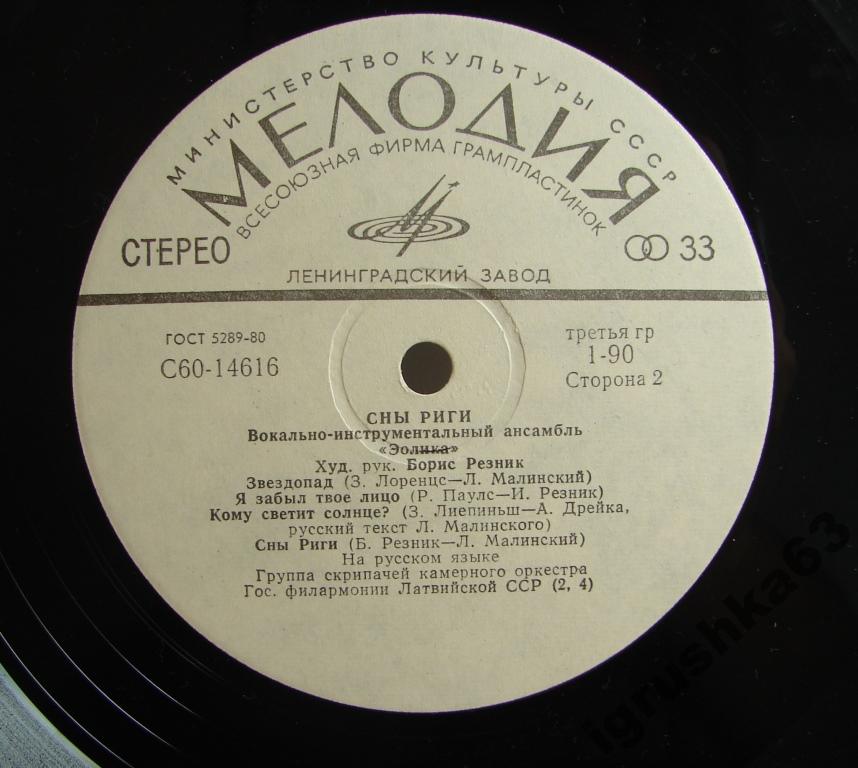 МИНИСТЕРСТВО КУЛЬТУРЫ СССР
МЕЛОДИЯ
ВСЕСОЮЗНАЯ ФИРМА ГРАМПЛАСТИНОК
СТЕРЕО 33
ЛЕНИНГРАДСКИЙ ЗАВОД
ГОСТ 5289-80
С60-14616
третья гр
1-90
Сторона 2
СНЫ РИГИ
Вокально-инструментальный ансамбль
«Эолика»
Худ. рук. Борис Резник
Звездопад (З. Лоренцс—Л. Малинский)
Я забыл твое лицо (Р. Паулс—И. Резник)
Кому светит солнце? (З. Лиепиньш—А. Дрейка,
русский текст Л. Малинского)
Сны Риги (Б. Резник—Л. Малинский)
На русском языке
Группа скрипачей камерного оркестра
Гос. филармонии Латвийской ССР (2, 4)
igrushka63